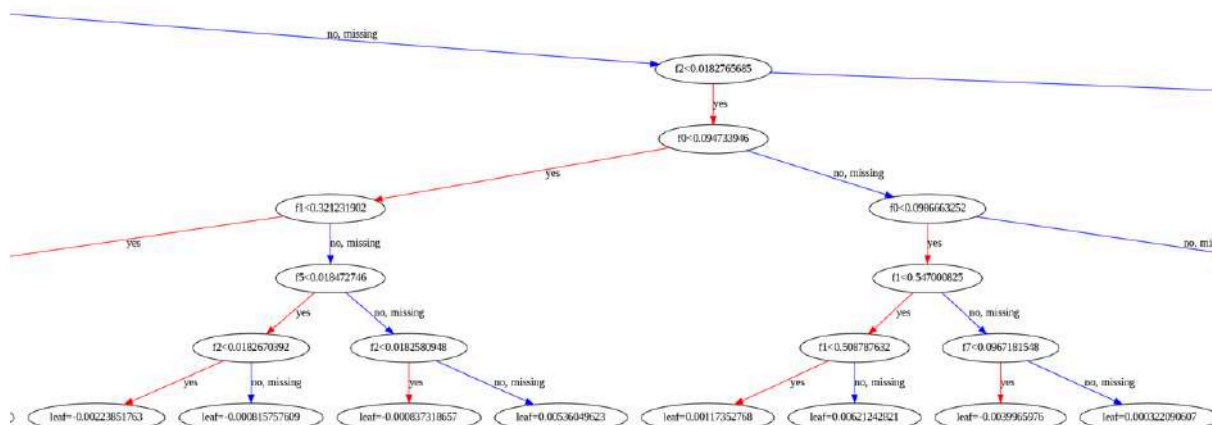 no, missing
f2<0.0182765685
yes
f0<0.094733946
yes
no, missing
f1<0.321231902
f0<0.0986663252
yes
no, missing
yes
no, mis
f5<0.018472746
f1<0.547000825
yes
no, missing
yes
no, missing
f2<0.0182670392
f2<0.0182580948
f1<0.508787632
f7<0.0967181548
yes
no, missing
yes
no, missing
yes
no, missing
yes
no, missing
leaf=-0.00223851763
leaf=-0.000815757609
leaf=-0.000837318657
leaf=0.00536049623
leaf=0.00117352768
leaf=0.00621242821
leaf=-0.0039965976
leaf=0.000322090607